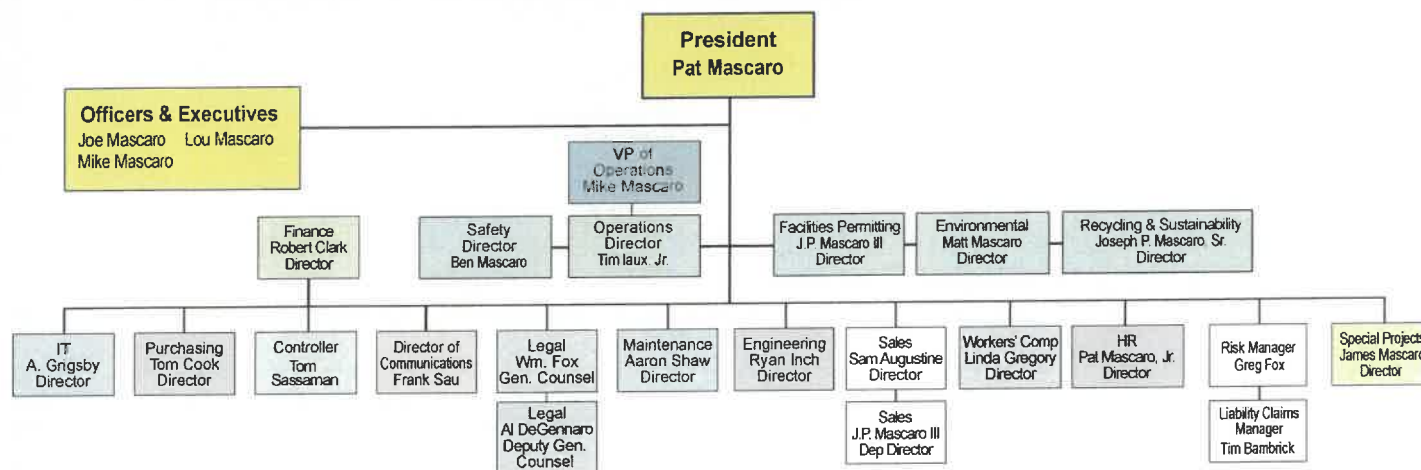 President
Pat Mascaro
Officers & Executives
Joe Mascaro Lou Mascaro
Mike Mascaro
VP of
Operations
Mike Mascaro
Finance
Robert Clark
Director
Safety
Director
Ben Mascaro
Operations
Director
Tim Iaux. Jr.
Facilities Permitting
J.P. Mascaro III
Director
Environmental
Matt Mascaro
Director
Recycling & Sustainability
Joseph P. Mascaro. Sr.
Director
IT
A. Grigsby
Director
Purchasing
Tom Cook
Director
Controller
Tom
Sassaman
Director of
Communications
Frank Sau
Legal
Wm. Fox
Gen. Counsel
Maintenance
Aaron Shaw
Director
Engineering
Ryan Inch
Director
Sales
Sam Augustine
Director
Workers' Comp
Linda Gregory
Director
HR
Pat Mascaro, Jr.
Director
Risk Manager
Greg Fox
Special Projects
James Mascaro
Director
Legal
Al DeGennaro
Deputy Gen.
Counsel
Sales
J.P. Mascaro III
Dep Director
Liability Claims
Manager
Tim Bambrick